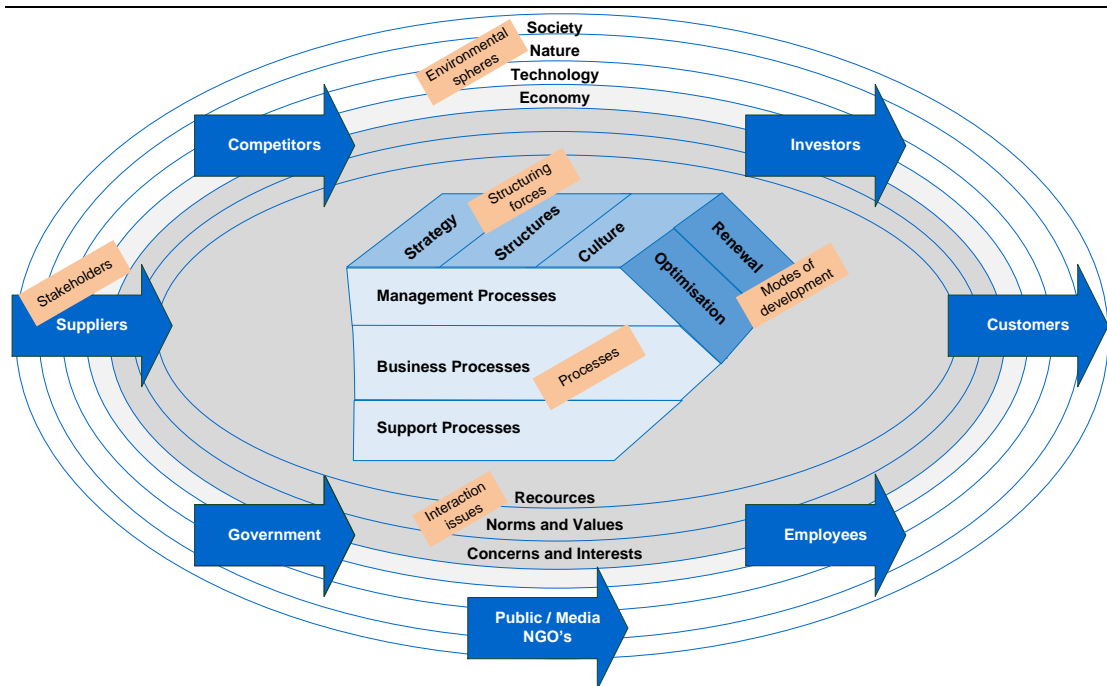 Society
Environmental
spheres
Nature
Technology
Economy
Competitors
Investors
Structuring
forces
Strategy
Structures
Culture
Renewal
Optimisation
Modes of
development
Stakeholders
Suppliers
Customers
Management Processes
Business Processes
Processes
Support Processes
Interaction
issues
Recources
Norms and Values
Concerns and Interests
Government
Employees
Public / Media
NGO's